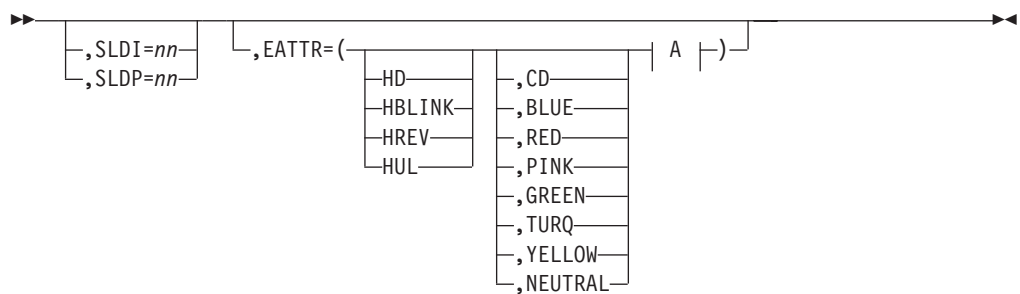 ,SLDI=nn
,SLDP=nn
,EATTR=(
HD
HBLINK
HREV
HUL
,CD
,BLUE
,RED
,PINK
,GREEN
,TURQ
,YELLOW
,NEUTRAL
A
)